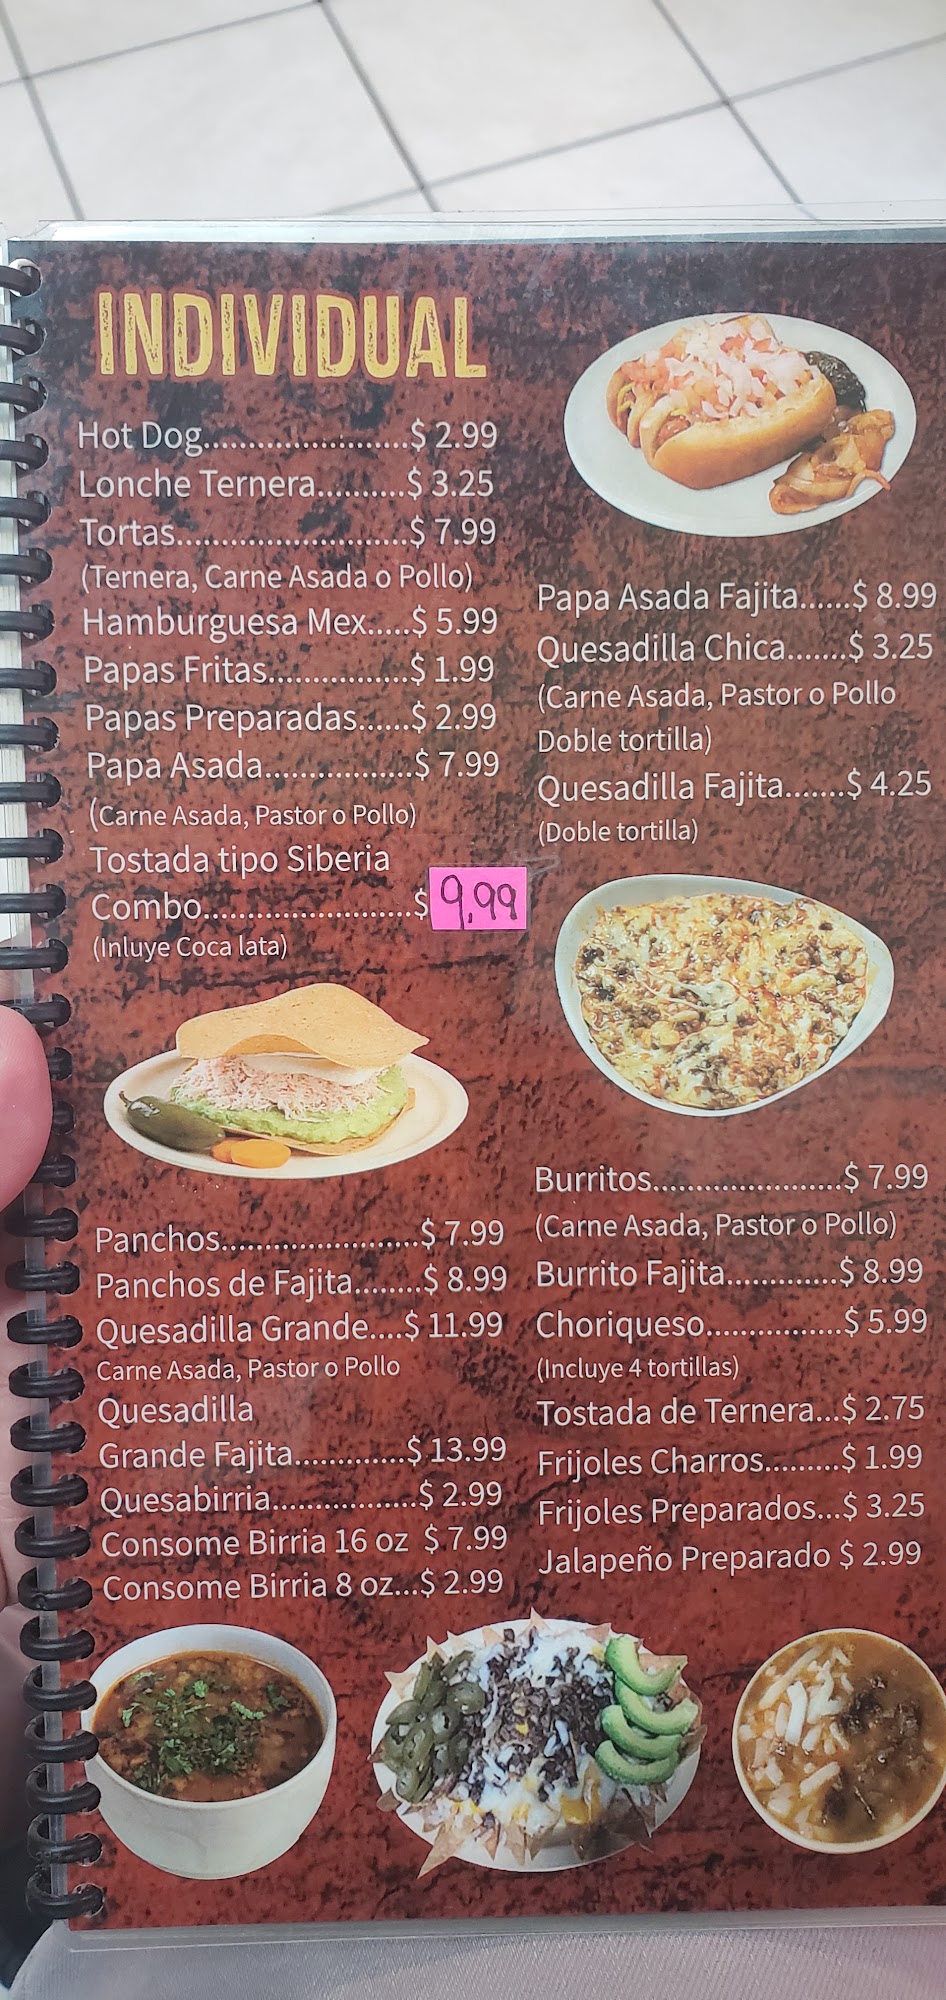 INDIVIDUAL
Hot Dog.......................$ 2.99
Lonche Ternera..........$ 3.25
Tortas..........................$ 7.99
(Ternera, Carne Asada o Pollo)
Hamburguesa Mex.....$ 5.99
Papas Fritas................$ 1.99
Papas Preparadas......$ 2.99
Papa Asada.................$ 7.99
(Carne Asada, Pastor o Pollo)
Tostada tipo Siberia
Combo........................$ 9.99
(Inluye Coca lata)
Panchos......................$ 7.99
Panchos de Fajita........$ 8.99
Quesadilla Grande....$ 11.99
Carne Asada, Pastor o Pollo
Quesadilla
Grande Fajita.............$ 13.99
Quesabirria.................$ 2.99
Consome Birria 16 oz $ 7.99
Consome Birria 8 oz...$ 2.99
Papa Asada Fajita......$ 8.99
Quesadilla Chica.......$ 3.25
(Carne Asada, Pastor o Pollo
Doble tortilla)
Quesadilla Fajita.......$ 4.25
(Doble tortilla)
Burritos......................$ 7.99
(Carne Asada, Pastor o Pollo)
Burrito Fajita.............$ 8.99
Choriqueso................$ 5.99
(Incluye 4 tortillas)
Tostada de Ternera...$ 2.75
Frijoles Charros.........$ 1.99
Frijoles Preparados...$ 3.25
Jalapeño Preparado $ 2.99